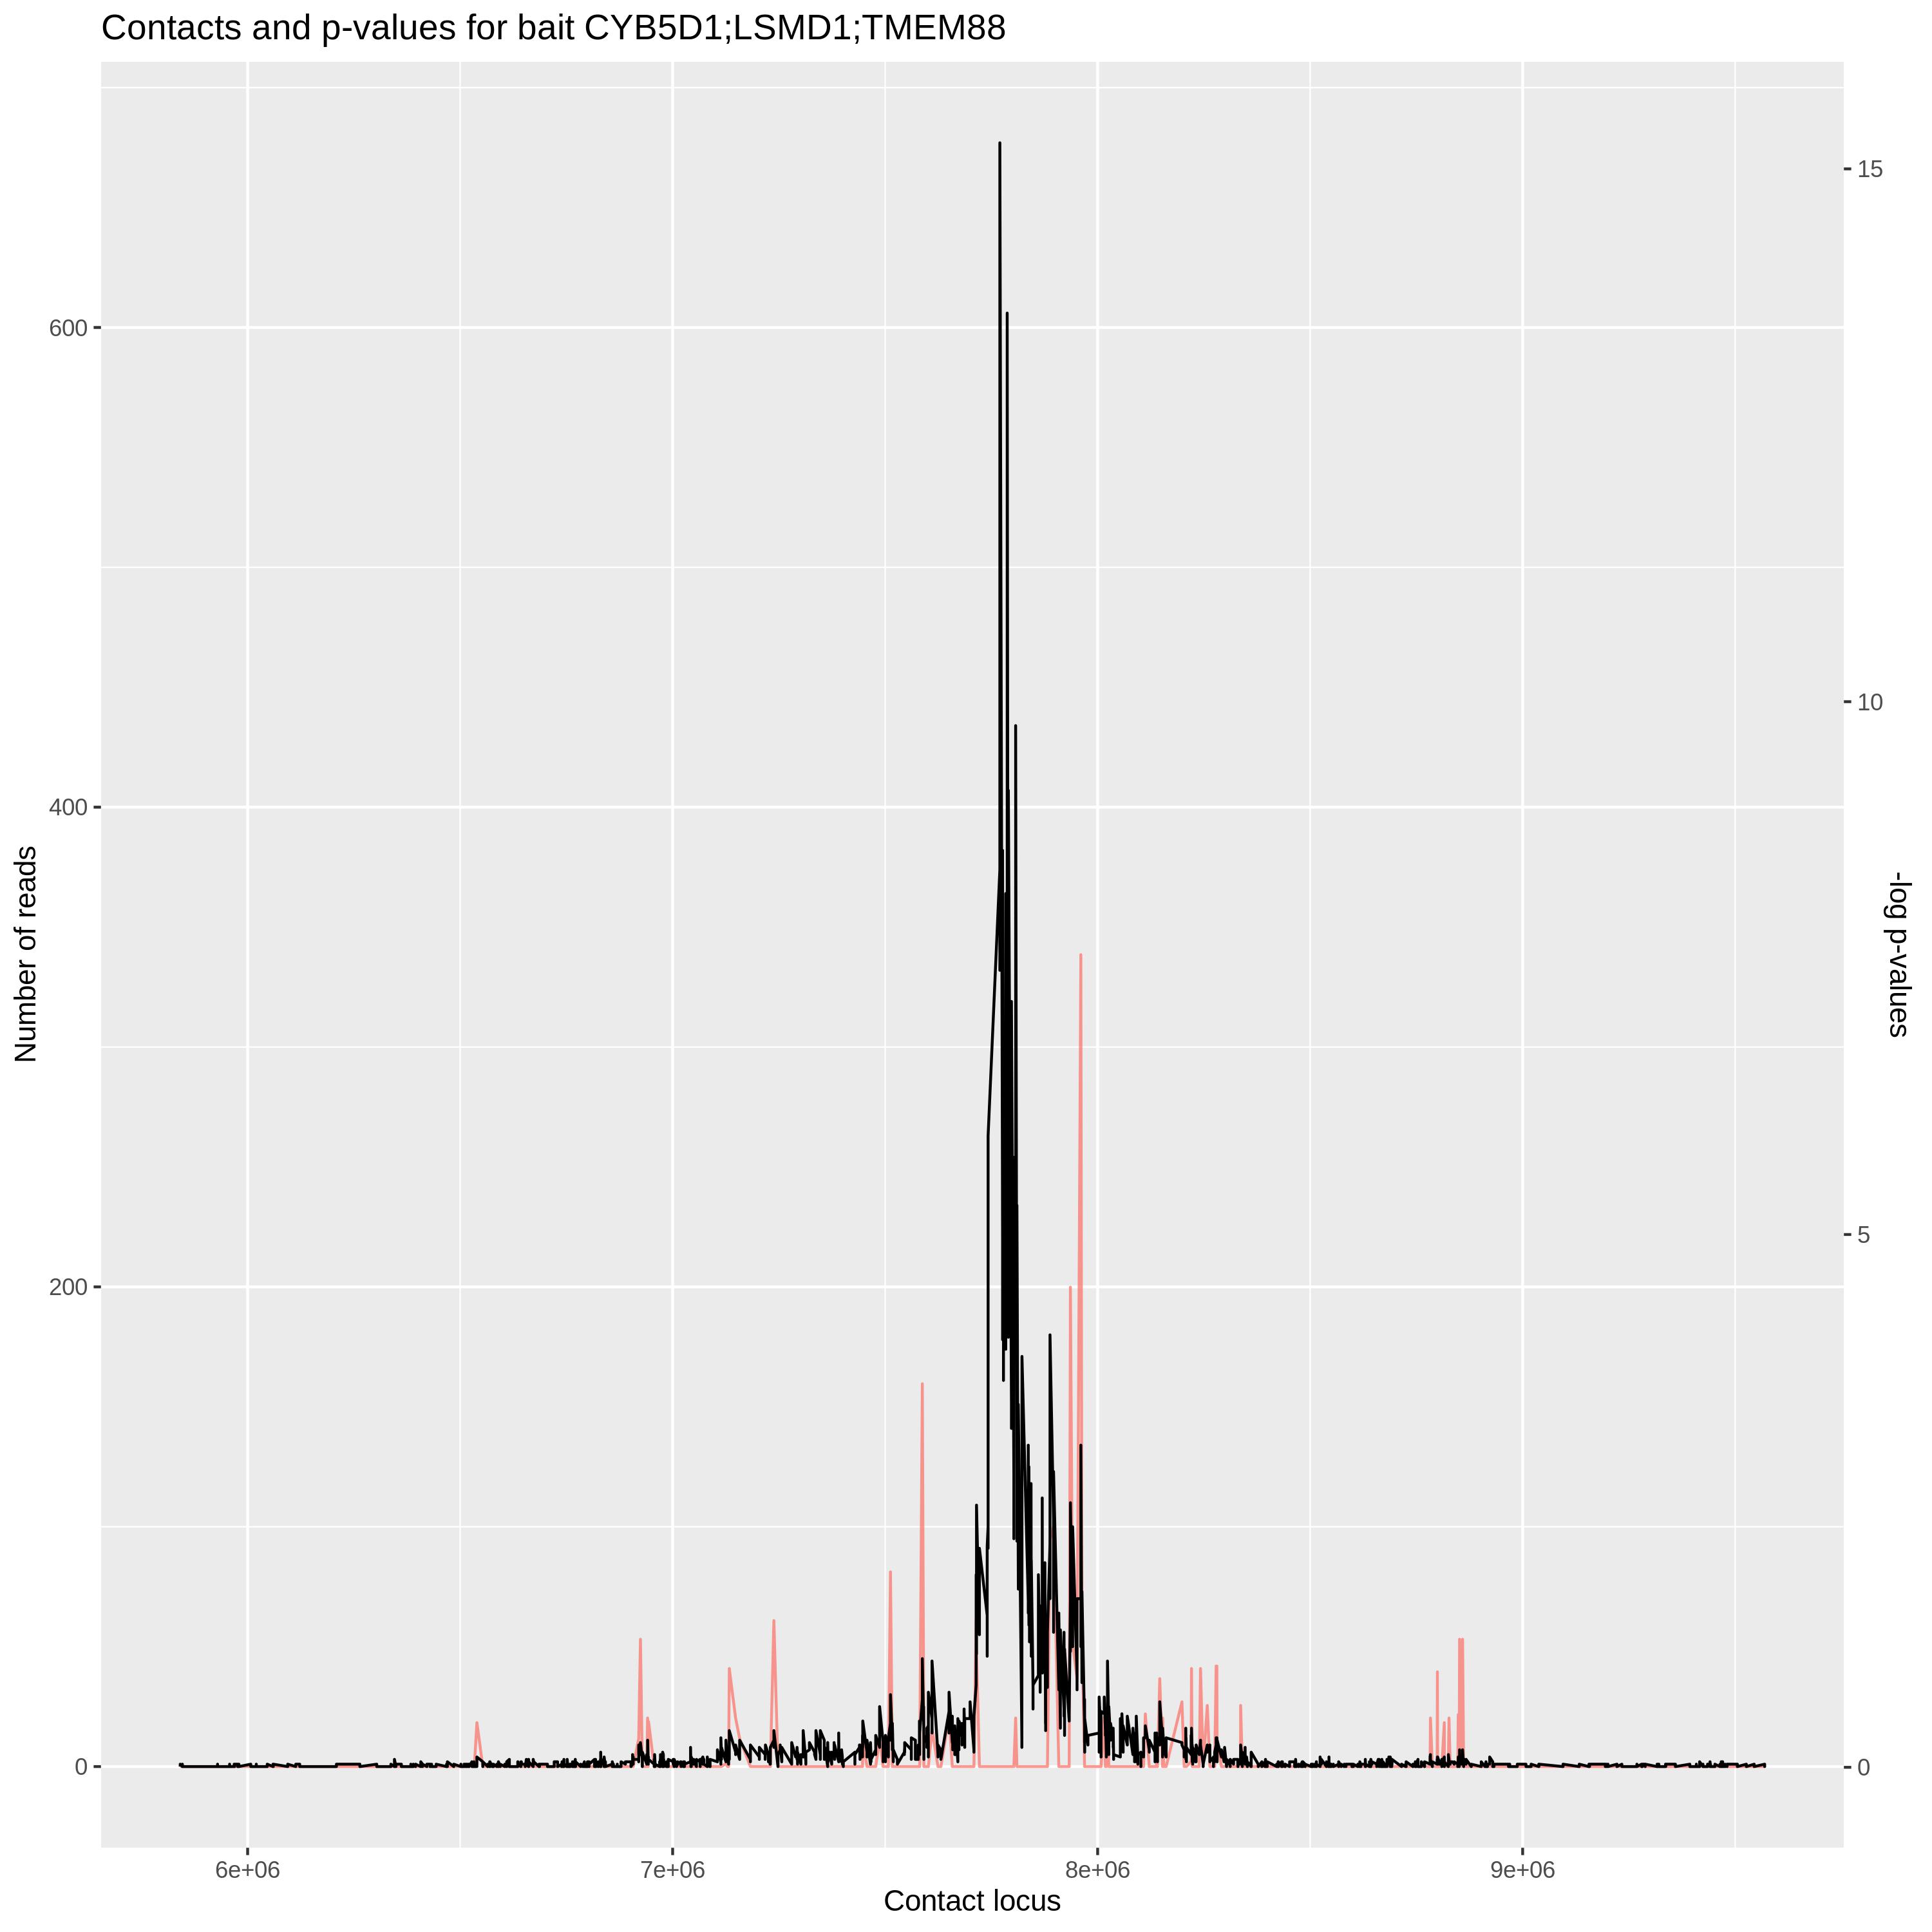 Contacts and p-values for bait CYB5D1;LSMD1;TMEM88
Number of reads
600
400
200
0
15
10
5
0
-log p-values
6e+06
7e+06
8e+06
9e+06
Contact locus